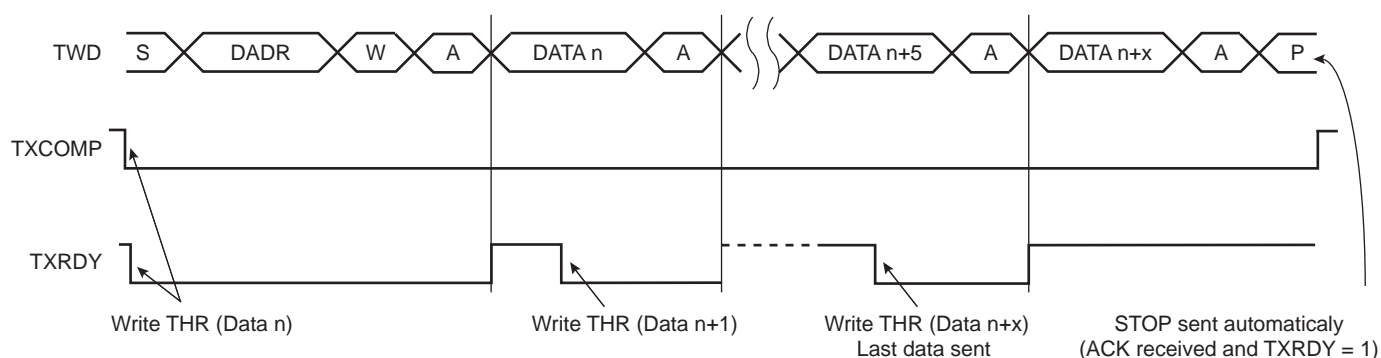 TWD S DADR W A DATA n A DATA n+5 A DATA n+x A P
TXCOMP
TXRDY
Write THR (Data n)
Write THR (Data n+1)
Write THR (Data n+x)
Last data sent
STOP sent automaticaly
(ACK received and TXRDY = 1)